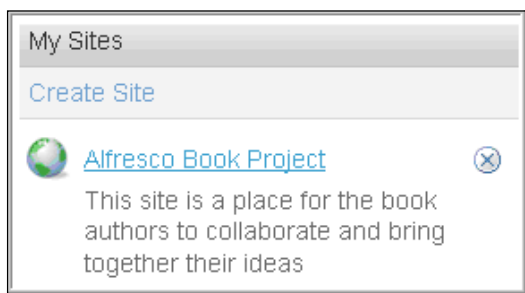 My Sites
Create Site
Alfresco Book Project
This site is a place for the book
authors to collaborate and bring
together their ideas